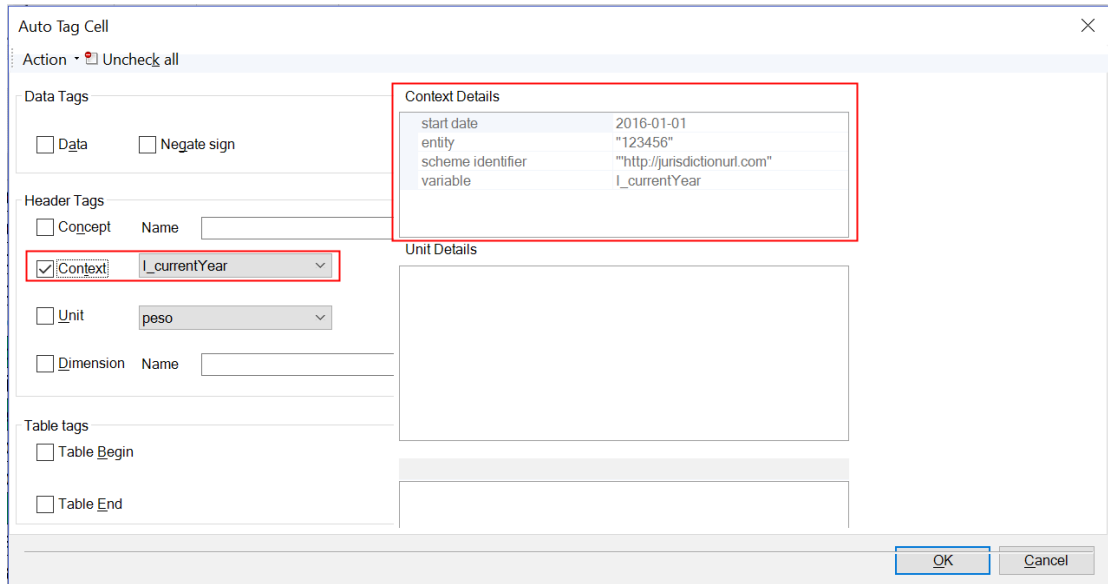 Auto Tag Cell
Action Uncheck all
Data Tags
Data Negate sign
Header Tags
Concept Name
Context I_currentYear
Unit peso
Dimension Name
Table tags
Table Begin
Table End
Context Details
start date 2016-01-01
entity "123456"
scheme identifier "'http://jurisdictionurl.com"
variable I_currentYear
Unit Details
OK Cancel